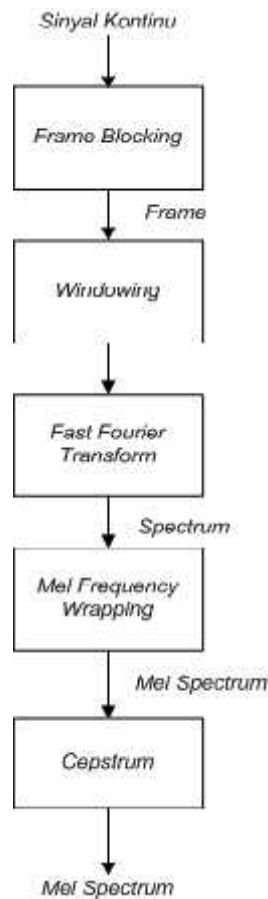 Sinyal Kontinu
Frame Blocking
Frame
Windowing
Fast Fourier
Transform
Spectrum
Mel Frequency
Wrapping
Mel Spectrum
Cepstrum
Mel Spectrum